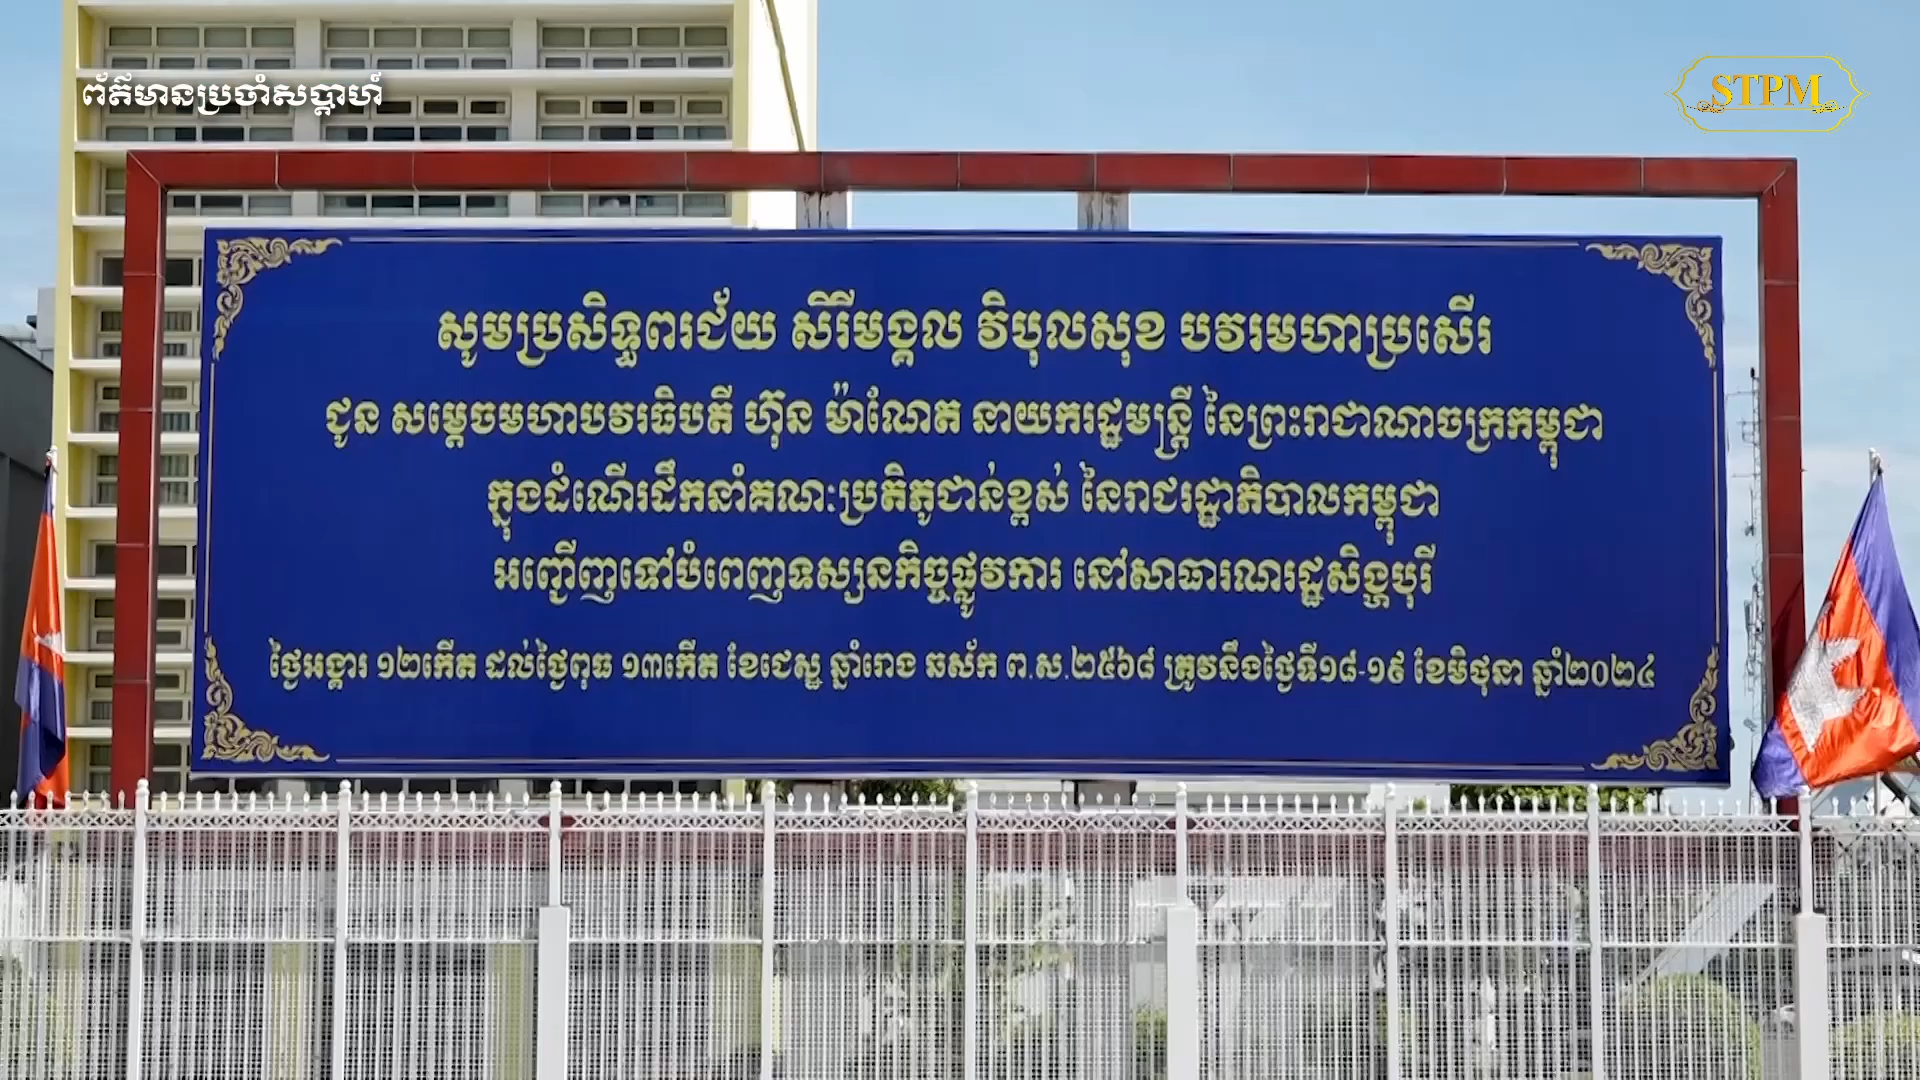 ព័ត៌មានប្រចាំសប្តាហ៍
STPM
សូមប្រសិទ្ធពរជ័យ សិរីមង្គល វិបុលសុខ បវរមហាប្រសើរ
ជូន សម្តេចមហាបវរធិបតី ហ៊ុន ម៉ាណែត នាយករដ្ឋមន្ត្រី នៃព្រះរាជាណាចក្រកម្ពុជា
ក្នុងដំណើរដឹកនាំគណៈប្រតិភូជាន់ខ្ពស់ នៃរាជរដ្ឋាភិបាលកម្ពុជា
អញ្ជើញទៅបំពេញទស្សនកិច្ចផ្លូវការ នៅសាធារណរដ្ឋសិង្ហបុរី
ថ្ងៃអង្គារ ១២កើត ដល់ថ្ងៃពុធ ១៣កើត ខែជេស្ឋ ឆ្នាំរោង ឆស័ក ព.ស.២៥៦៨ ត្រូវនឹងថ្ងៃទី១៨-១៩ ខែមិថុនា ឆ្នាំ២០២៤